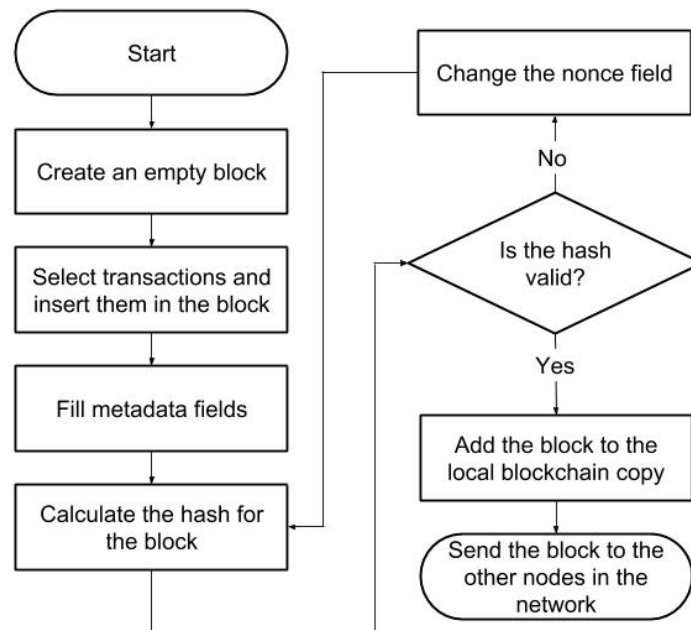 Start
Create an empty block
Select transactions and
insert them in the block
Fill metadata fields
Calculate the hash for
the block
Change the nonce field
No
Is the hash
valid?
Yes
Add the block to the
local blockchain copy
Send the block to the
other nodes in the
network